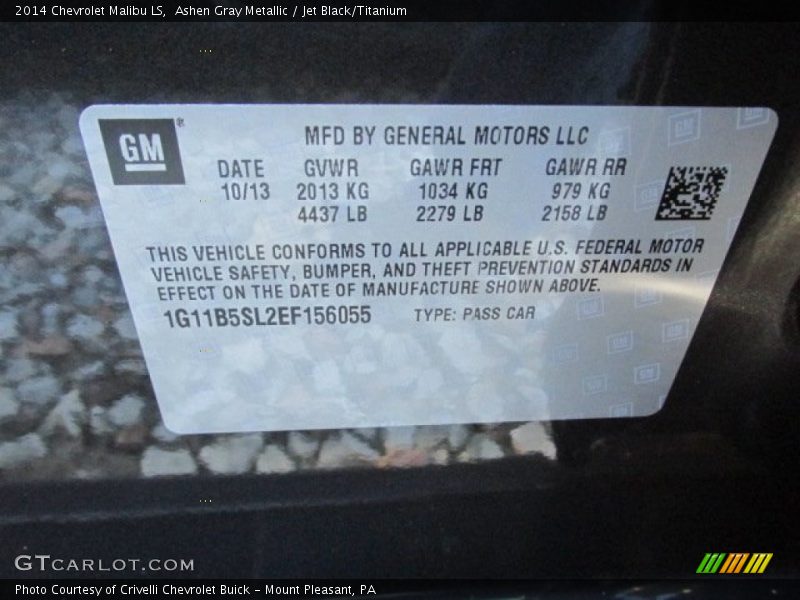 2014 Chevrolet Malibu LS,  Ashen Gray Metallic / Jet Black/Titanium
GM®
MFD BY GENERAL MOTORS LLC
DATE GVWR GAWR FRT GAWR RR
10/13 2013 KG 1034 KG 979 KG
4437 LB 2279 LB 2158 LB
THIS VEHICLE CONFORMS TO ALL APPLICABLE U.S. FEDERAL MOTOR
VEHICLE SAFETY, BUMPER, AND THEFT PREVENTION STANDARDS IN
EFFECT ON THE DATE OF MANUFACTURE SHOWN ABOVE.
1G11B5SL2EF156055 TYPE: PASS CAR
GTCARLOT.COM
Photo Courtesy of Crivelli Chevrolet Buick - Mount Pleasant, PA